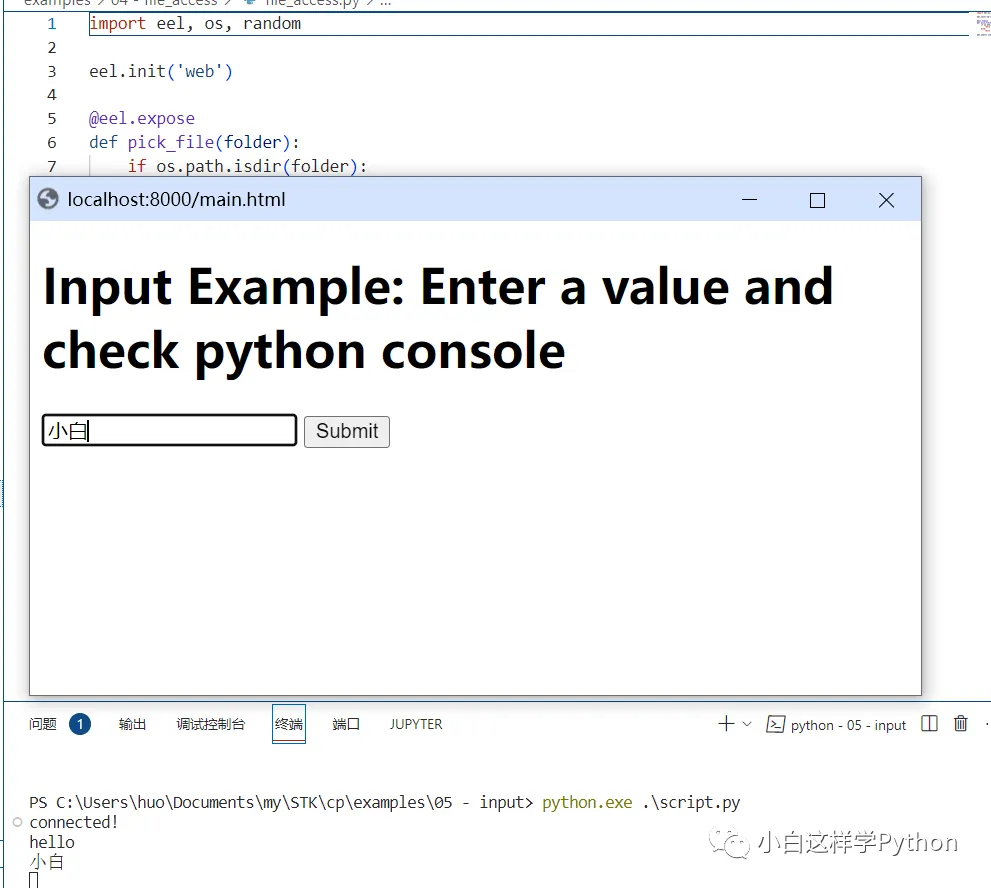 examples > 04 - file_access > file_access.py > ...
1 import eel, os, random
2
3 eel.init('web')
4
5 @eel.expose
6 def pick_file(folder):
7 if os.path.isdir(folder):
localhost:8000/main.html
Input Example: Enter a value and
check python console
小白 Submit
问题 1 输出 调试控制台 终端 端口 JUPYTER python - 05 - input
PS C:\Users\huo\Documents\my\STK\cp\examples\05 - input> python.exe .\script.py
connected!
hello
小白
小白这样学Python